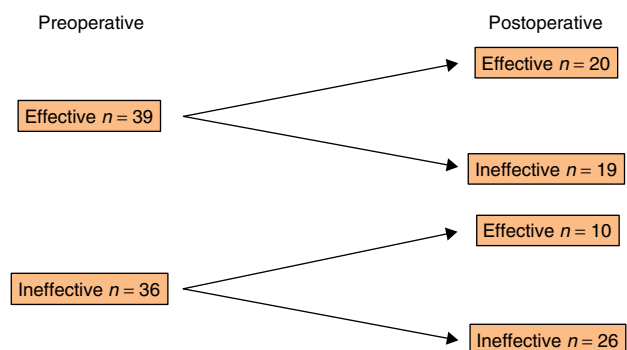 Preoperative
Postoperative
Effective n = 20
Effective n = 39
Ineffective n = 19
Effective n = 10
Ineffective n = 36
Ineffective n = 26